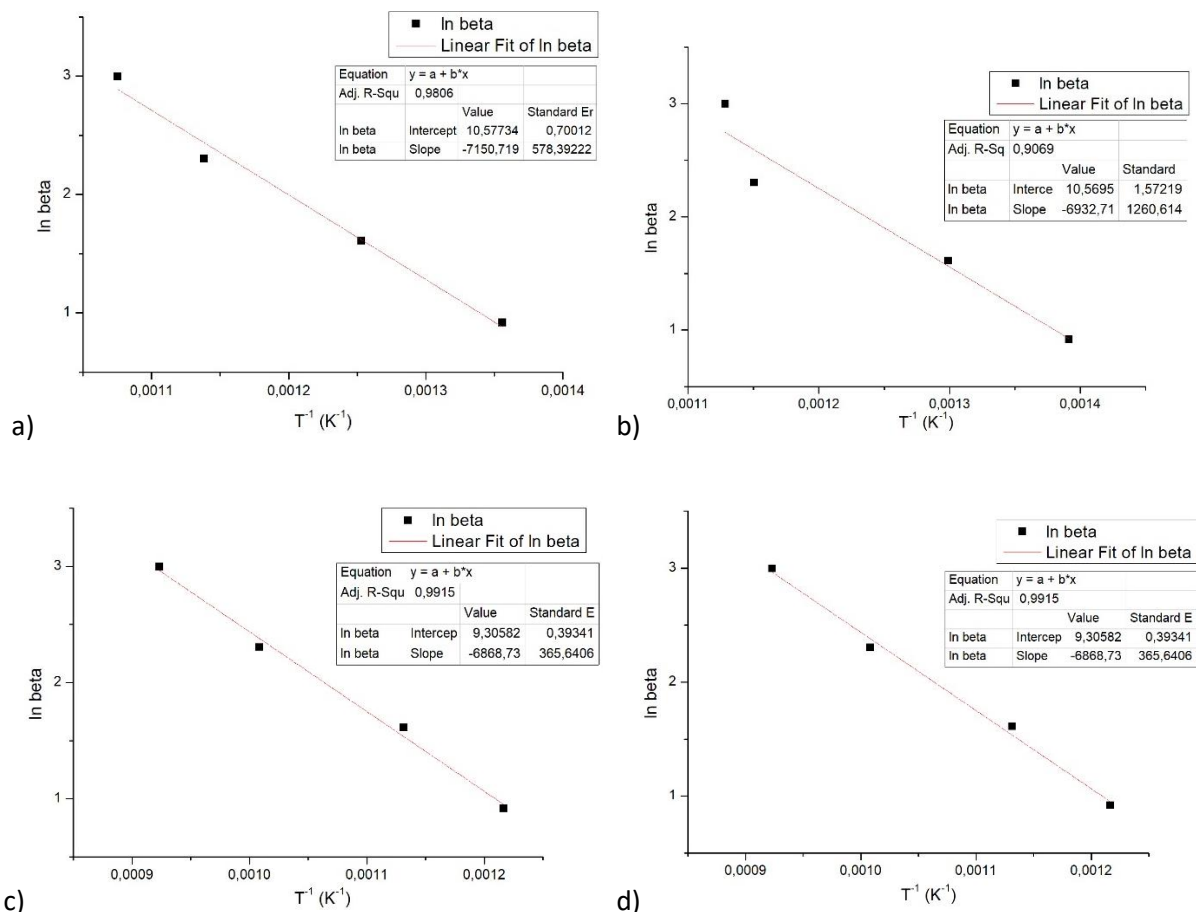 ln beta
Linear Fit of ln beta
Equation y = a + b*x
Adj. R-Squ 0,9806
Value Standard Er
ln beta Intercept 10,57734 0,70012
ln beta Slope -7150,719 578,39222
3
2
1
ln beta
0,0011 0,0012 0,0013 0,0014
T⁻¹ (K⁻¹)
a)
ln beta
Linear Fit of ln beta
Equation y = a + b*x
Adj. R-Sq 0,9069
Value Standard
ln beta Interce 10,5695 1,57219
ln beta Slope -6932,71 1260,614
3
2
1
ln beta
0,0011 0,0012 0,0013 0,0014
T⁻¹ (K⁻¹)
b)
ln beta
Linear Fit of ln beta
Equation y = a + b*x
Adj. R-Squ 0,9915
Value Standard E
ln beta Intercep 9,30582 0,39341
ln beta Slope -6868,73 365,6406
3
2
1
ln beta
0,0009 0,0010 0,0011 0,0012
T⁻¹ (K⁻¹)
c)
ln beta
Linear Fit of ln beta
Equation y = a + b*x
Adj. R-Squ 0,9915
Value Standard E
ln beta Intercep 9,30582 0,39341
ln beta Slope -6868,73 365,6406
3
2
1
ln beta
0,0009 0,0010 0,0011 0,0012
T⁻¹ (K⁻¹)
d)